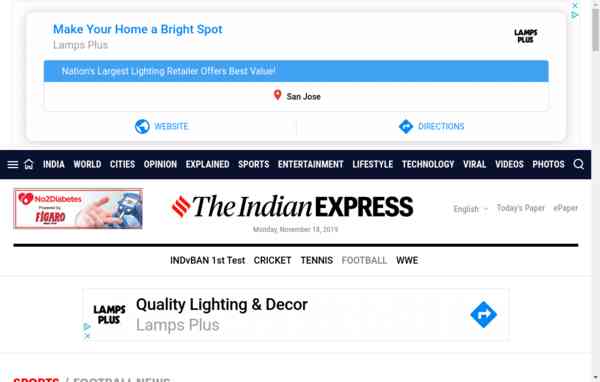 Make Your Home a Bright Spot
Lamps Plus
LAMPS PLUS
Nation's Largest Lighting Retailer Offers Best Value!
San Jose
WEBSITE
DIRECTIONS
INDIA WORLD CITIES OPINION EXPLAINED SPORTS ENTERTAINMENT LIFESTYLE TECHNOLOGY VIRAL VIDEOS PHOTOS
No2Diabetes
Powered by
FIGARO
The Indian EXPRESS
English Today's Paper ePaper
Monday, November 18, 2019
INDvBAN 1st Test CRICKET TENNIS FOOTBALL WWE
LAMPS PLUS
Quality Lighting & Decor
Lamps Plus
SPORTS / FOOTBALL NEWS